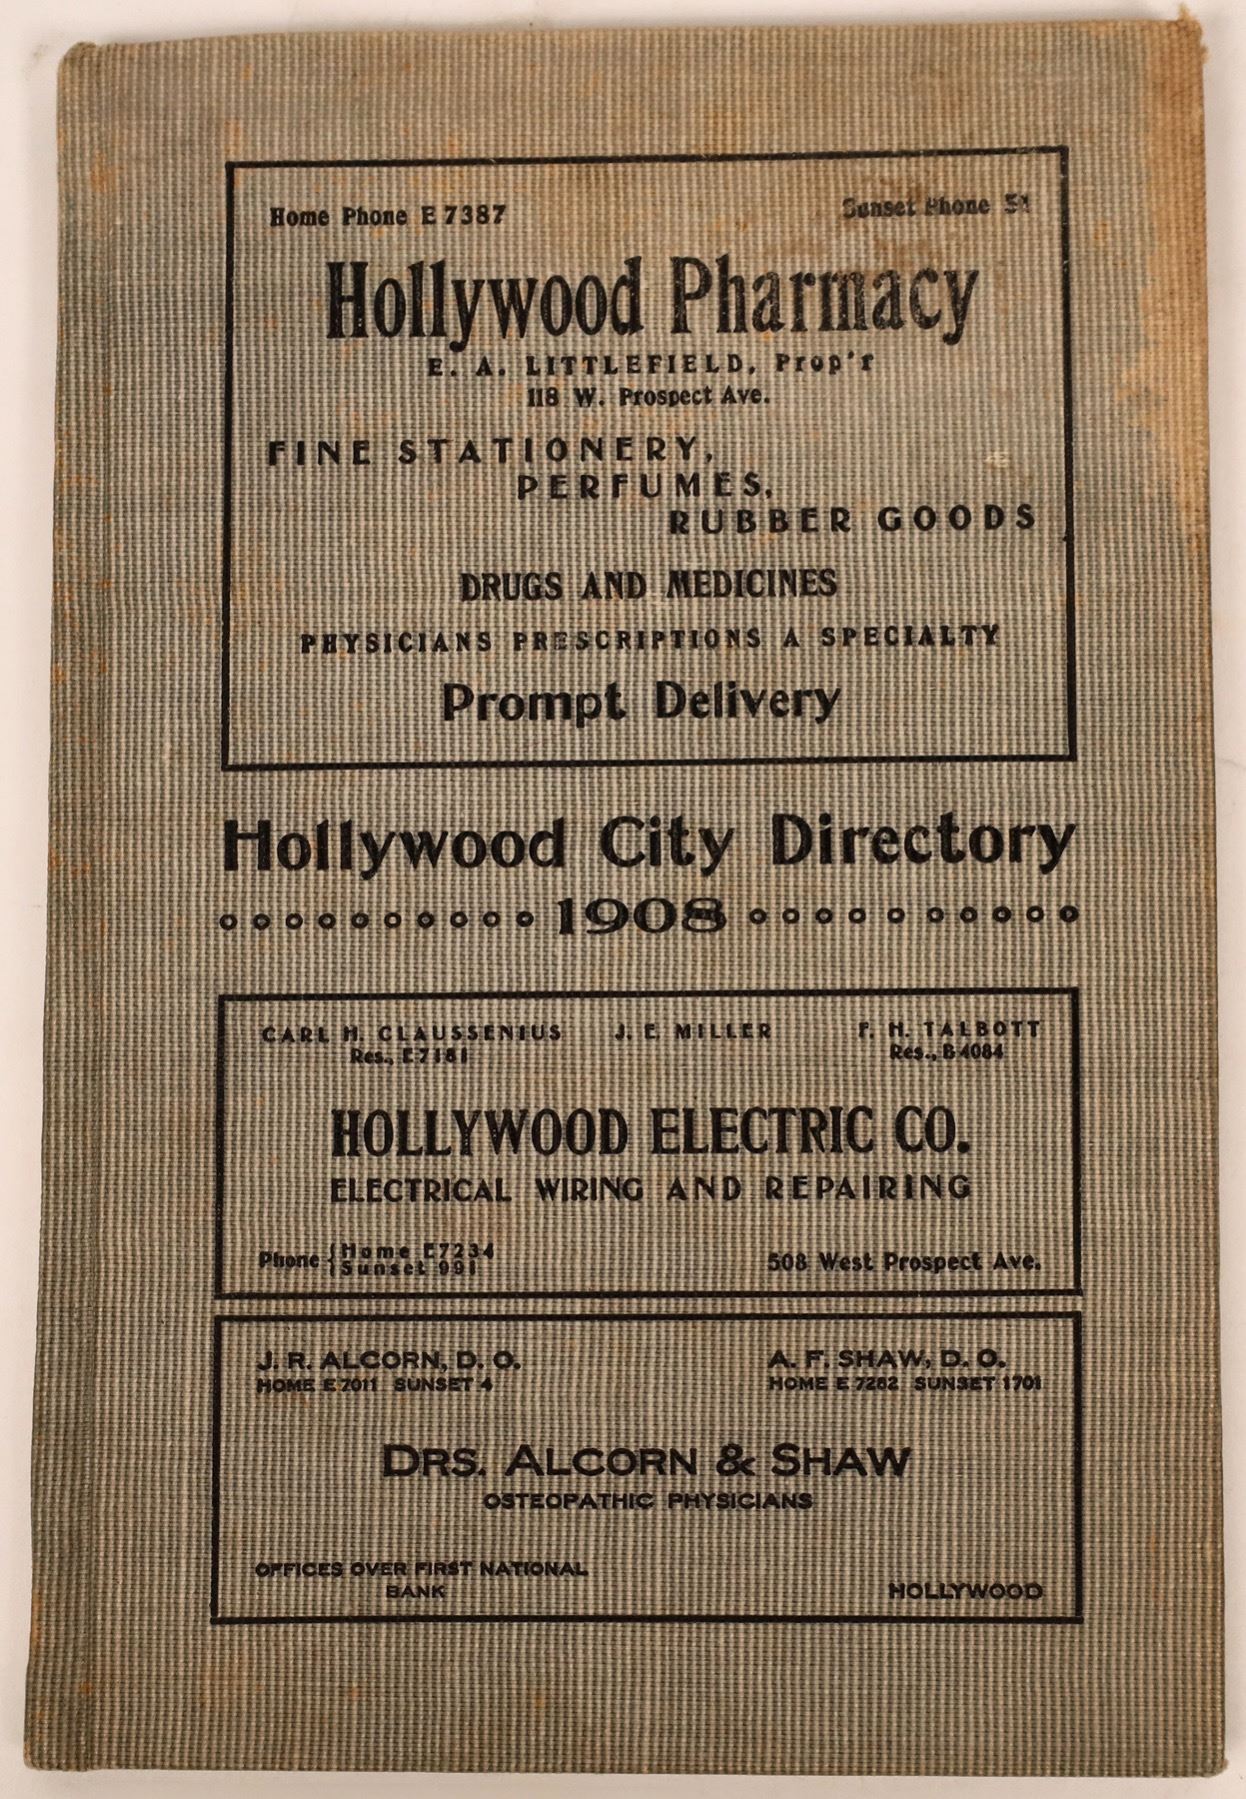 Home Phone E 7387 Sunset Phone 51
Hollywood Pharmacy
E. A. LITTLEFIELD, Prop'r
118 W. Prospect Ave.
FINE STATIONERY,
PERFUMES,
RUBBER GOODS
DRUGS AND MEDICINES
PHYSICIANS PRESCRIPTIONS A SPECIALTY
Prompt Delivery
Hollywood City Directory
1908
CARL H. CLAUSSENIUS J. E. MILLER F. H. TALBOTT
Res., E 7161 Res., B 4084
HOLLYWOOD ELECTRIC CO.
ELECTRICAL WIRING AND REPAIRING
Phone { Home E7234
{ Sunset 991
508 West Prospect Ave.
J. R. ALCORN, D. O. A. F. SHAW, D. O.
HOME E 7011 SUNSET 4 HOME E 7262 SUNSET 1701
DRS. ALCORN & SHAW
OSTEOPATHIC PHYSICIANS
OFFICES OVER FIRST NATIONAL
BANK HOLLYWOOD